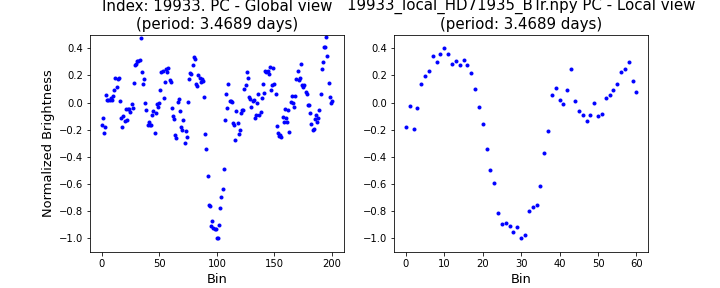 Index: 19933. PC - Global view
(period: 3.4689 days)
19933_local_HD71935_BTr.npy PC - Local view
(period: 3.4689 days)
Normalized Brightness
0.4
0.2
0.0
−0.2
−0.4
−0.6
−0.8
−1.0
0 50 100 150 200
Bin
0.4
0.2
0.0
−0.2
−0.4
−0.6
−0.8
−1.0
0 10 20 30 40 50 60
Bin